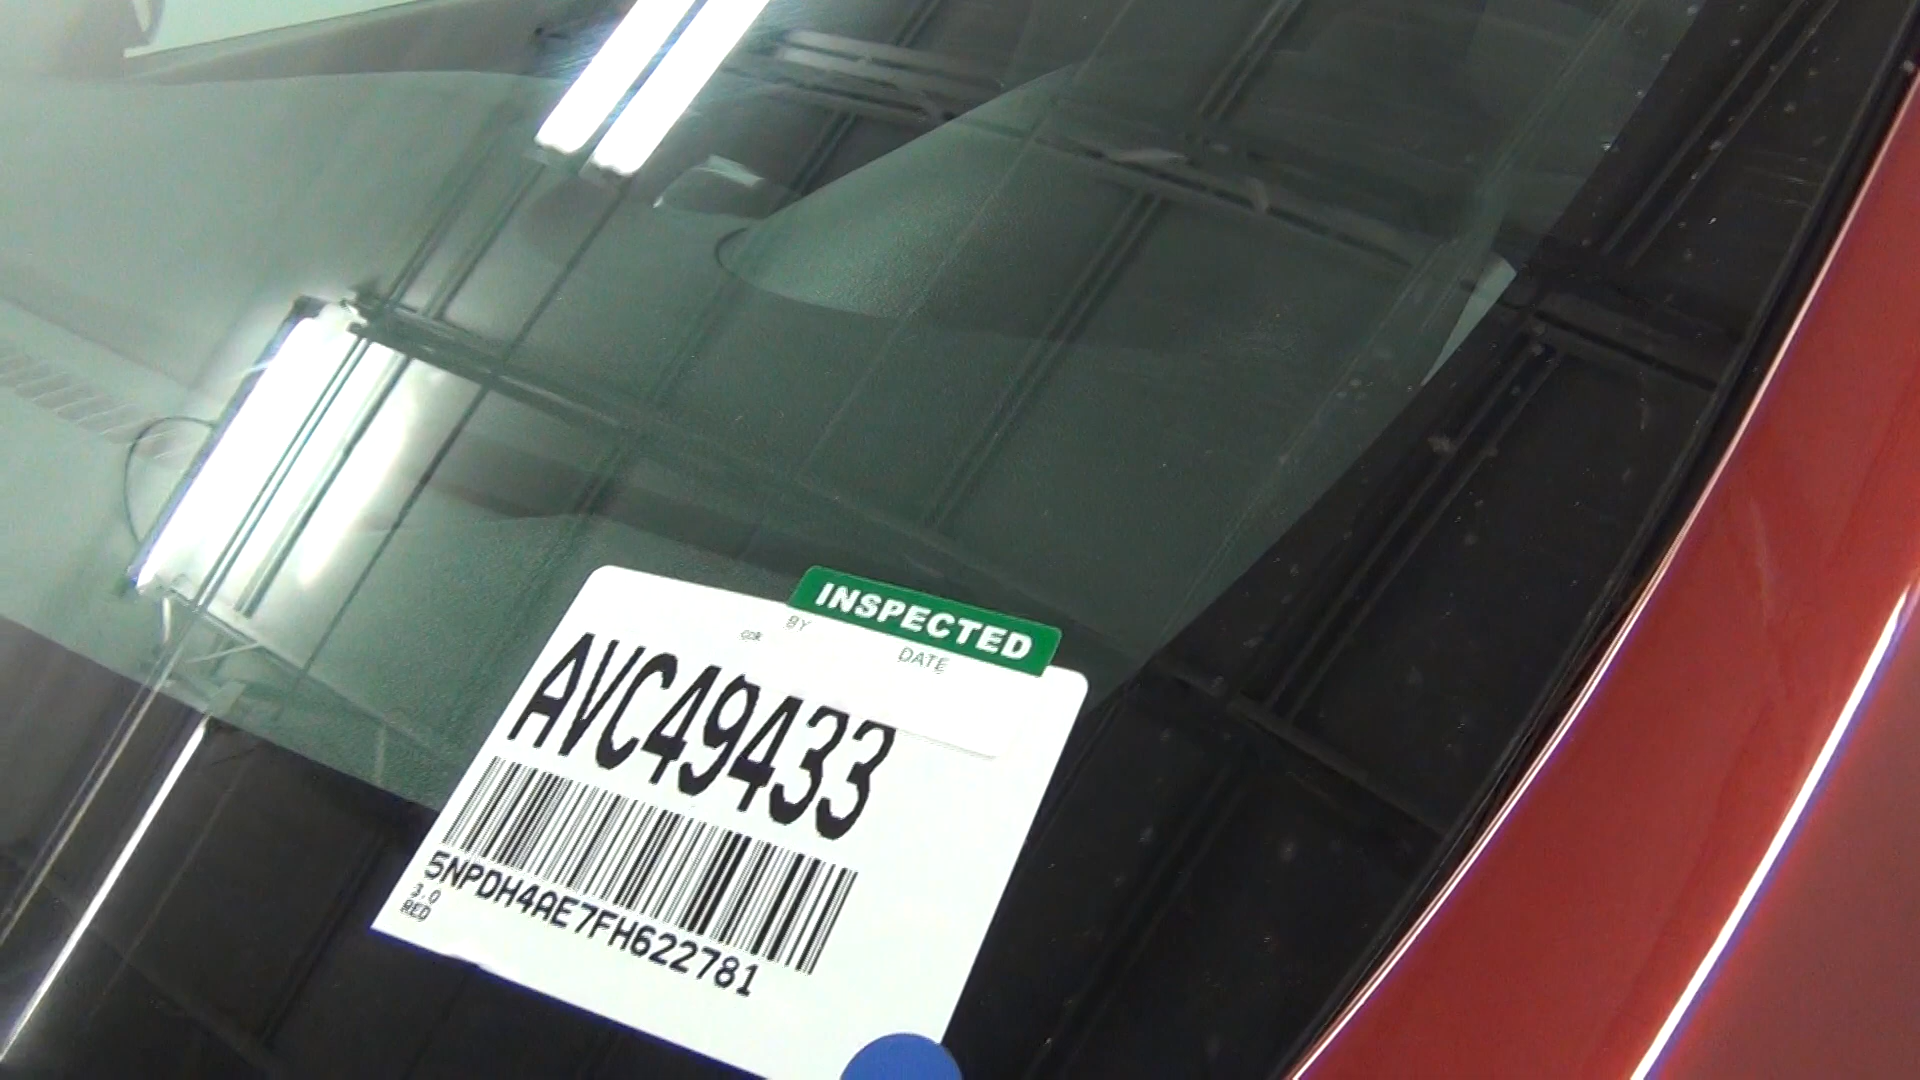 INSPECTED
BY
DATE
AVC49433
5NPDH4AE7FH622781
3.0
RED